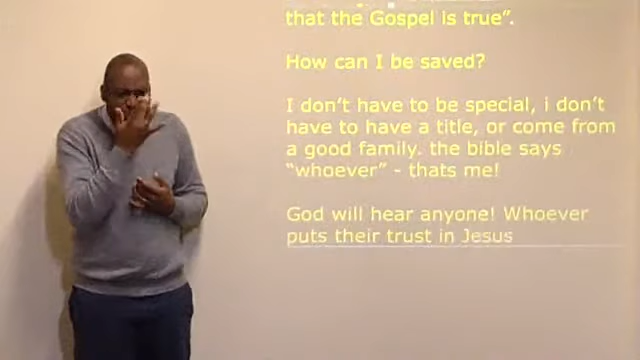 that the Gospel is true”.
How can I be saved?
I don’t have to be special, i don’t
have to have a title, or come from
a good family. the bible says
“whoever” - thats me!
God will hear anyone! Whoever
puts their trust in Jesus